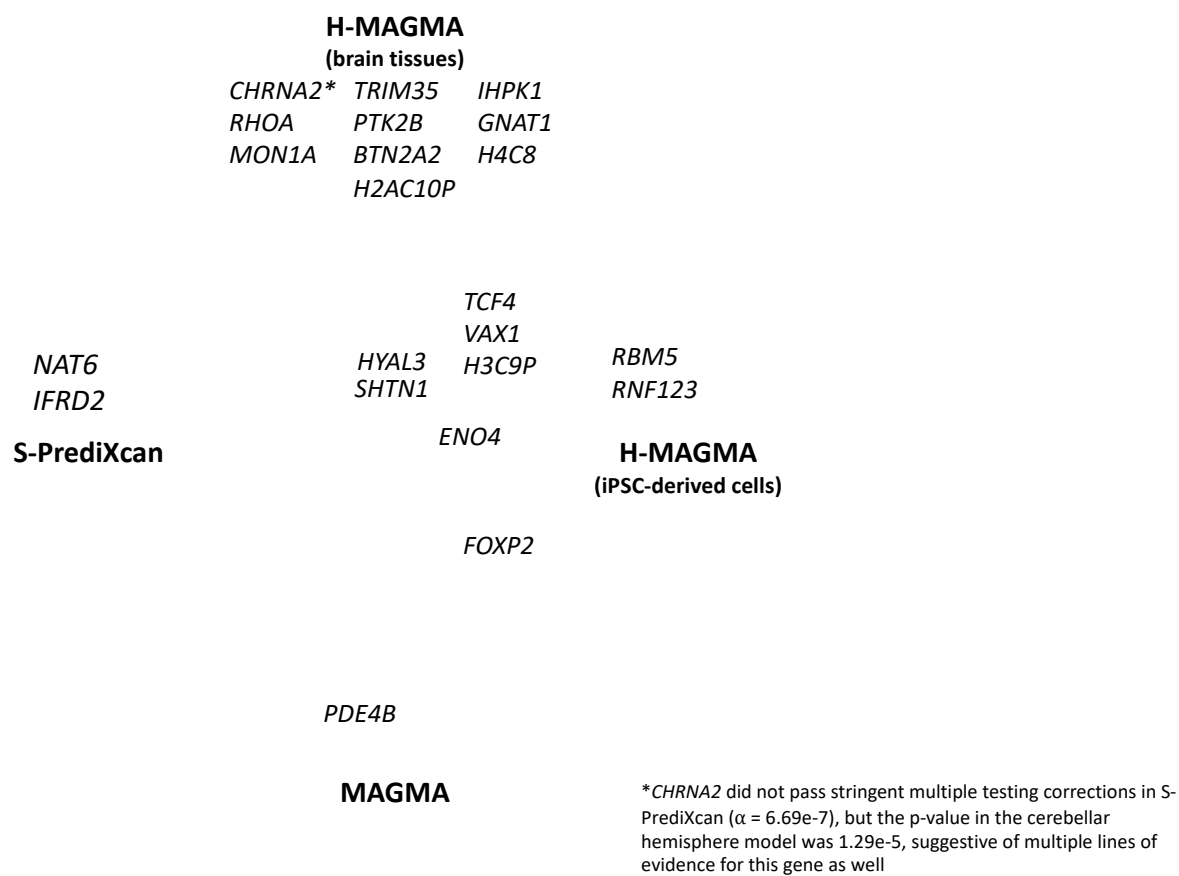 H-MAGMA
(brain tissues)
CHRNA2* TRIM35 IHPK1
RHOA PTK2B GNAT1
MON1A BTN2A2 H4C8
H2AC10P
TCF4
VAX1
H3C9P
HYAL3
SHTN1
NAT6
IFRD2
RBM5
RNF123
ENO4
S-PrediXcan
H-MAGMA
(iPSC-derived cells)
FOXP2
PDE4B
MAGMA
*CHRNA2 did not pass stringent multiple testing corrections in S-
PrediXcan (α = 6.69e-7), but the p-value in the cerebellar
hemisphere model was 1.29e-5, suggestive of multiple lines of
evidence for this gene as well